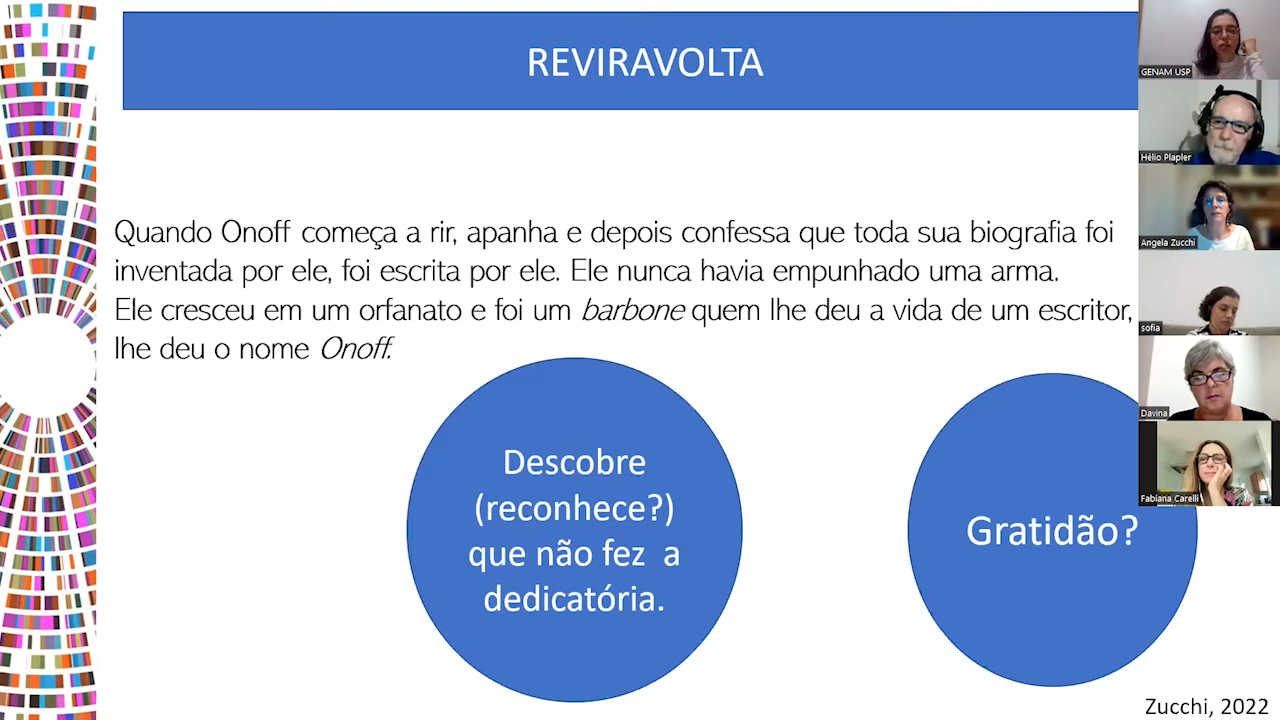 REVIRAVOLTA
Quando Onoff começa a rir, apanha e depois confessa que toda sua biografia foi
inventada por ele, foi escrita por ele. Ele nunca havia empunhado uma arma.
Ele cresceu em um orfanato e foi um barbone quem lhe deu a vida de um escritor,
lhe deu o nome Onoff.
Descobre
(reconhece?)
que não fez a
dedicatória.
Gratidão?
Zucchi, 2022
GENAM USP
Hélio Plapler
Angela Zucchi
sofia
Davina
Fabiana Carelli